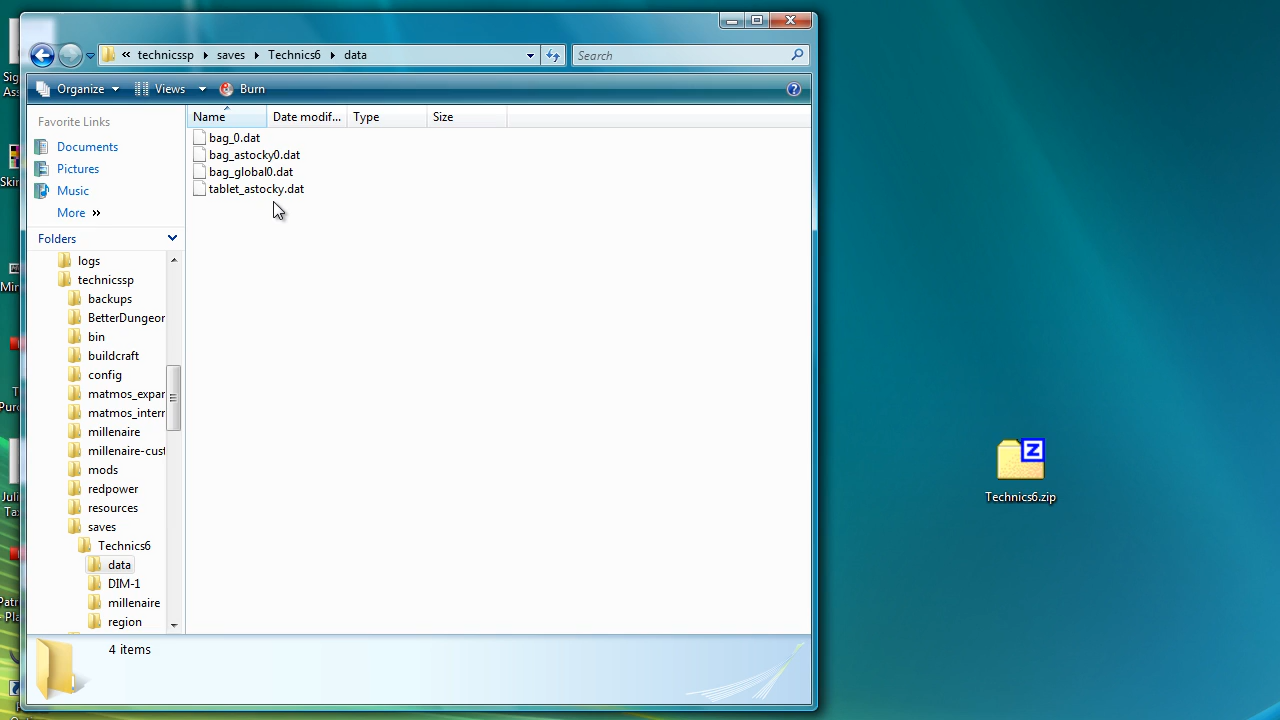 technicssp saves Technics6 data
Search
Organize Views Burn
Favorite Links
Documents
Pictures
Music
More
Folders
logs
technicssp
backups
BetterDungeor
bin
buildcraft
config
matmos_expar
matmos_interr
millenaire
millenaire-cust
mods
redpower
resources
saves
Technics6
data
DIM-1
millenaire
region
Name Date modif... Type Size
bag_0.dat
bag_astocky0.dat
bag_global0.dat
tablet_astocky.dat
4 items
Technics6.zip